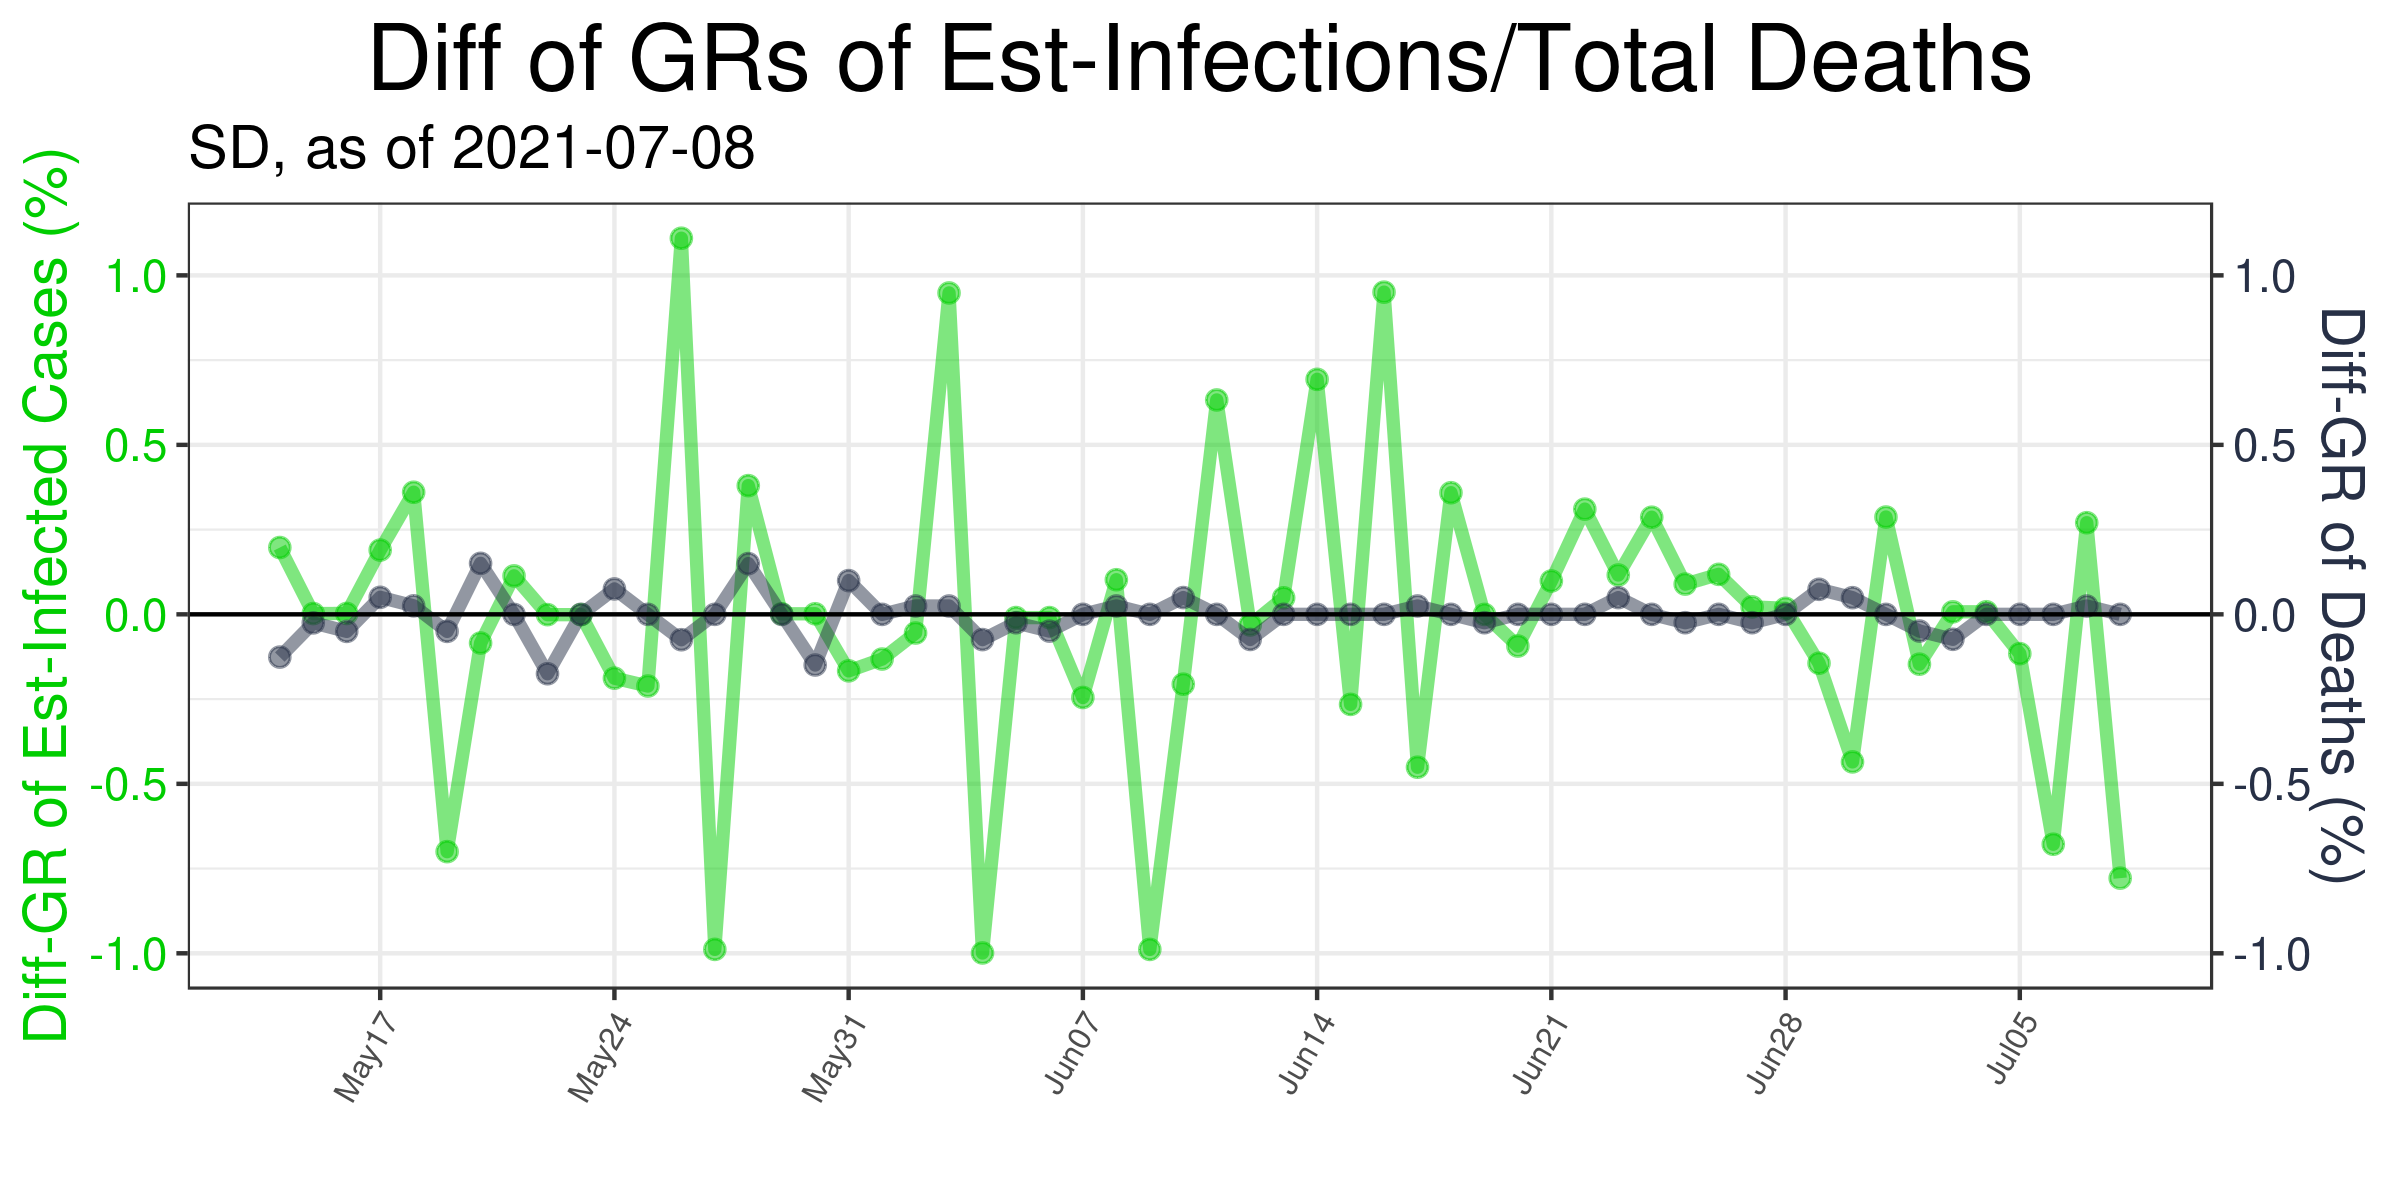 Diff of GRs of Est-Infections/Total Deaths
SD, as of 2021-07-08
Diff-GR of Est-Infected Cases (%)
1.0
0.5
0.0
-0.5
-1.0
1.0
0.5
0.0
-0.5
-1.0
Diff-GR of Deaths (%)
May17
May24
May31
Jun07
Jun14
Jun21
Jun28
Jul05